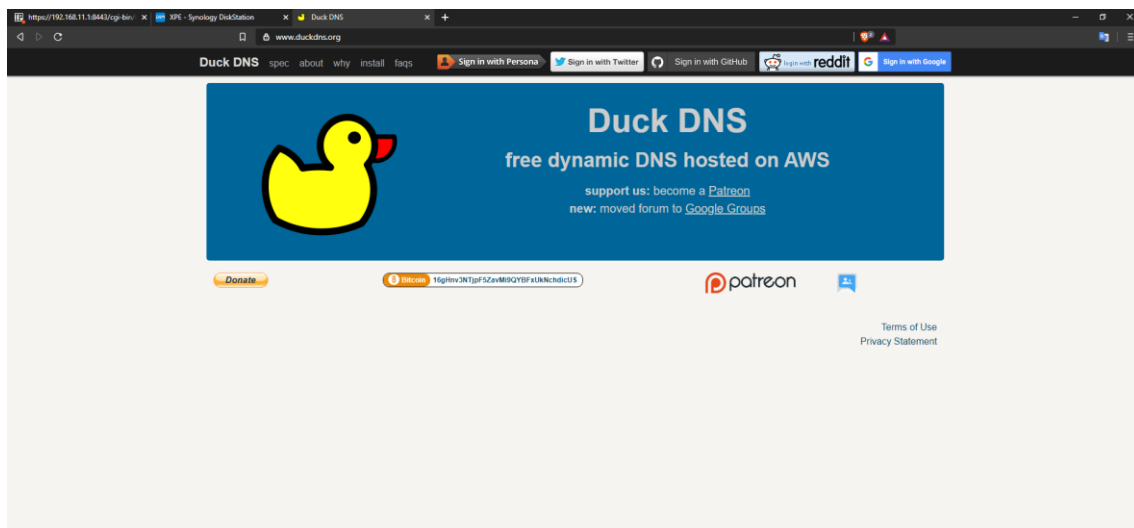 https://192.168.11.1:8443/cgi-bin/ XPE - Synology DiskStation Duck DNS
www.duckdns.org
Duck DNS spec about why install faqs Sign in with Persona Sign in with Twitter Sign in with GitHub login with reddit G Sign in with Google
Duck DNS
free dynamic DNS hosted on AWS
support us: become a Patreon
new: moved forum to Google Groups
Donate Bitcoin patreon
Terms of Use
Privacy Statement